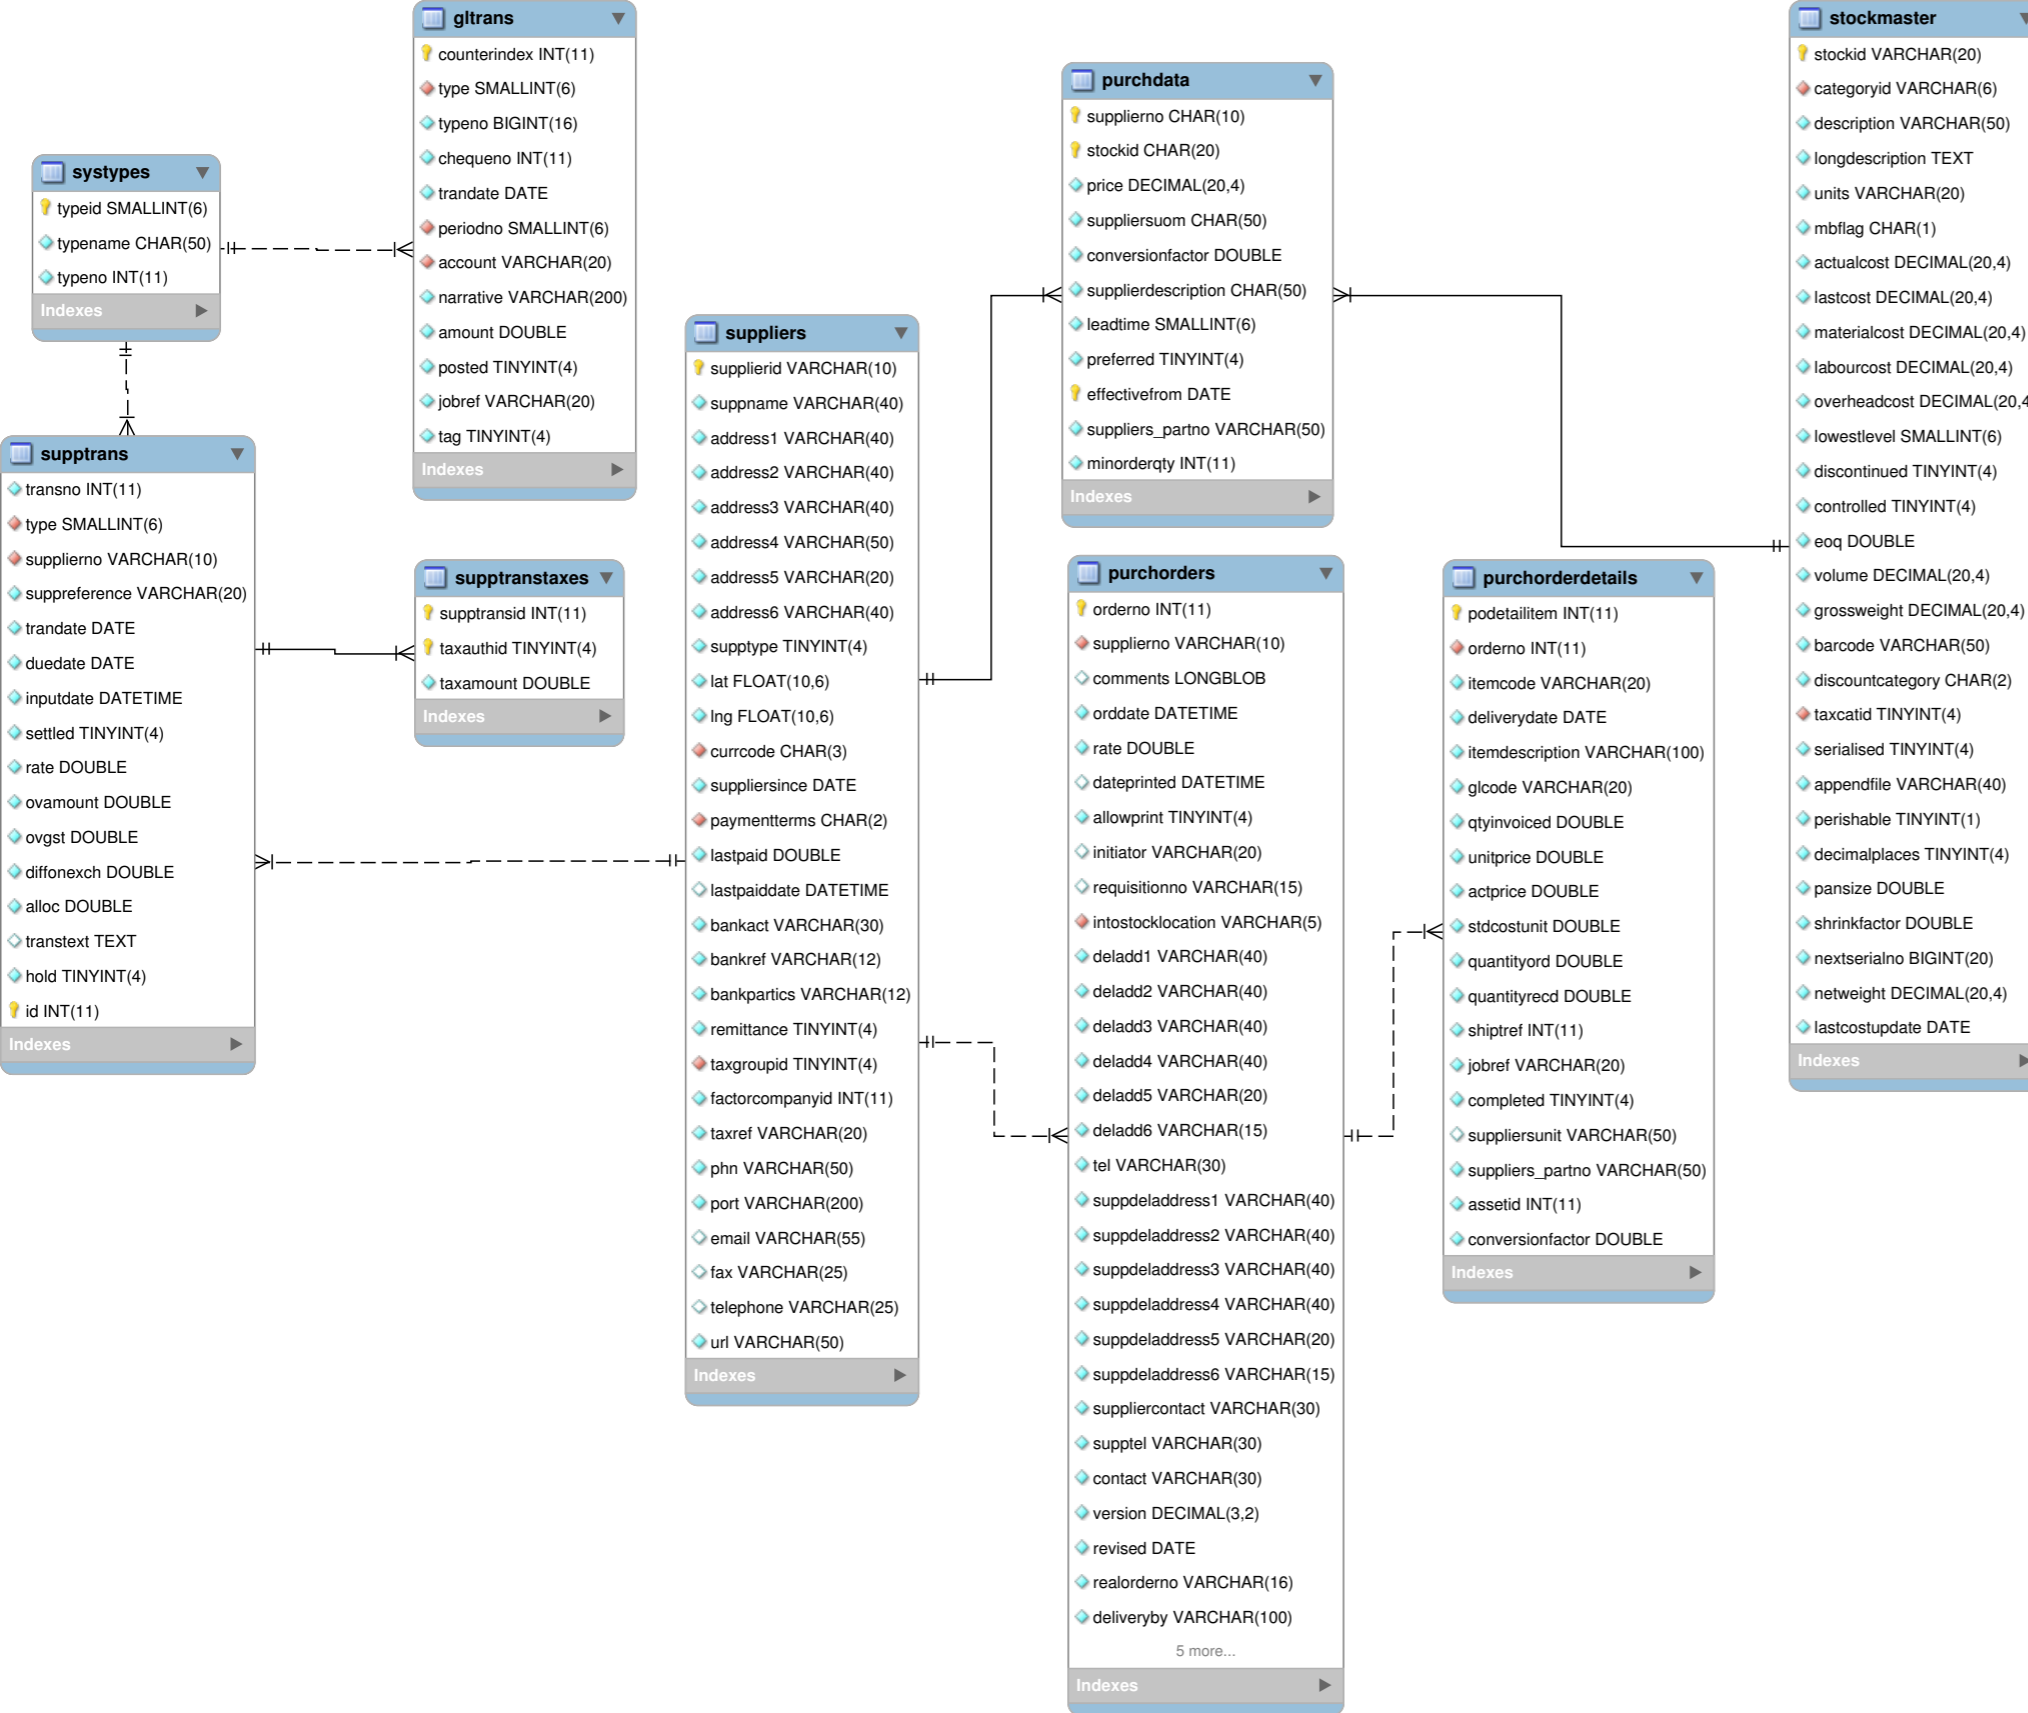 gltrans
counterindex INT(11)
type SMALLINT(6)
typeno BIGINT(16)
chequeno INT(11)
trandate DATE
periodno SMALLINT(6)
account VARCHAR(20)
narrative VARCHAR(200)
amount DOUBLE
posted TINYINT(4)
jobref VARCHAR(20)
tag TINYINT(4)
Indexes
systypes
typeid SMALLINT(6)
typename CHAR(50)
typeno INT(11)
Indexes
supptrans
transno INT(11)
type SMALLINT(6)
supplierno VARCHAR(10)
suppreference VARCHAR(20)
trandate DATE
duedate DATE
inputdate DATETIME
settled TINYINT(4)
rate DOUBLE
ovamount DOUBLE
ovgst DOUBLE
diffonexch DOUBLE
alloc DOUBLE
transtext TEXT
hold TINYINT(4)
id INT(11)
Indexes
supptranstaxes
supptransid INT(11)
taxauthid TINYINT(4)
taxamount DOUBLE
Indexes
suppliers
supplierid VARCHAR(10)
suppname VARCHAR(40)
address1 VARCHAR(40)
address2 VARCHAR(40)
address3 VARCHAR(40)
address4 VARCHAR(50)
address5 VARCHAR(20)
address6 VARCHAR(40)
supptype TINYINT(4)
lat FLOAT(10,6)
lng FLOAT(10,6)
currcode CHAR(3)
suppliersince DATE
paymentterms CHAR(2)
lastpaid DOUBLE
lastpaiddate DATETIME
bankact VARCHAR(30)
bankref VARCHAR(12)
bankpartics VARCHAR(12)
remittance TINYINT(4)
taxgroupid TINYINT(4)
factorcompanyid INT(11)
taxref VARCHAR(20)
phn VARCHAR(50)
port VARCHAR(200)
email VARCHAR(55)
fax VARCHAR(25)
telephone VARCHAR(25)
url VARCHAR(50)
Indexes
purchdata
supplierno CHAR(10)
stockid CHAR(20)
price DECIMAL(20,4)
suppliersuom CHAR(50)
conversionfactor DOUBLE
supplierdescription CHAR(50)
leadtime SMALLINT(6)
preferred TINYINT(4)
effectivefrom DATE
suppliers_partno VARCHAR(50)
minorderqty INT(11)
Indexes
purchorders
orderno INT(11)
supplierno VARCHAR(10)
comments LONGBLOB
orddate DATETIME
rate DOUBLE
dateprinted DATETIME
allowprint TINYINT(4)
initiator VARCHAR(20)
requisitionno VARCHAR(15)
intostocklocation VARCHAR(5)
deladd1 VARCHAR(40)
deladd2 VARCHAR(40)
deladd3 VARCHAR(40)
deladd4 VARCHAR(40)
deladd5 VARCHAR(20)
deladd6 VARCHAR(15)
tel VARCHAR(30)
suppdeladdress1 VARCHAR(40)
suppdeladdress2 VARCHAR(40)
suppdeladdress3 VARCHAR(40)
suppdeladdress4 VARCHAR(40)
suppdeladdress5 VARCHAR(20)
suppdeladdress6 VARCHAR(15)
suppliercontact VARCHAR(30)
supptel VARCHAR(30)
contact VARCHAR(30)
version DECIMAL(3,2)
revised DATE
realorderno VARCHAR(16)
deliveryby VARCHAR(100)
5 more...
Indexes
purchorderdetails
podetailitem INT(11)
orderno INT(11)
itemcode VARCHAR(20)
deliverydate DATE
itemdescription VARCHAR(100)
glcode VARCHAR(20)
qtyinvoiced DOUBLE
unitprice DOUBLE
actprice DOUBLE
stdcostunit DOUBLE
quantityord DOUBLE
quantityrecd DOUBLE
shiptref INT(11)
jobref VARCHAR(20)
completed TINYINT(4)
suppliersunit VARCHAR(50)
suppliers_partno VARCHAR(50)
assetid INT(11)
conversionfactor DOUBLE
Indexes
stockmaster
stockid VARCHAR(20)
categoryid VARCHAR(6)
description VARCHAR(50)
longdescription TEXT
units VARCHAR(20)
mbflag CHAR(1)
actualcost DECIMAL(20,4)
lastcost DECIMAL(20,4)
materialcost DECIMAL(20,4)
labourcost DECIMAL(20,4)
overheadcost DECIMAL(20,4
lowestlevel SMALLINT(6)
discontinued TINYINT(4)
controlled TINYINT(4)
eoq DOUBLE
volume DECIMAL(20,4)
grossweight DECIMAL(20,4)
barcode VARCHAR(50)
discountcategory CHAR(2)
taxcatid TINYINT(4)
serialised TINYINT(4)
appendfile VARCHAR(40)
perishable TINYINT(1)
decimalplaces TINYINT(4)
pansize DOUBLE
shrinkfactor DOUBLE
nextserialno BIGINT(20)
netweight DECIMAL(20,4)
lastcostupdate DATE
Indexes